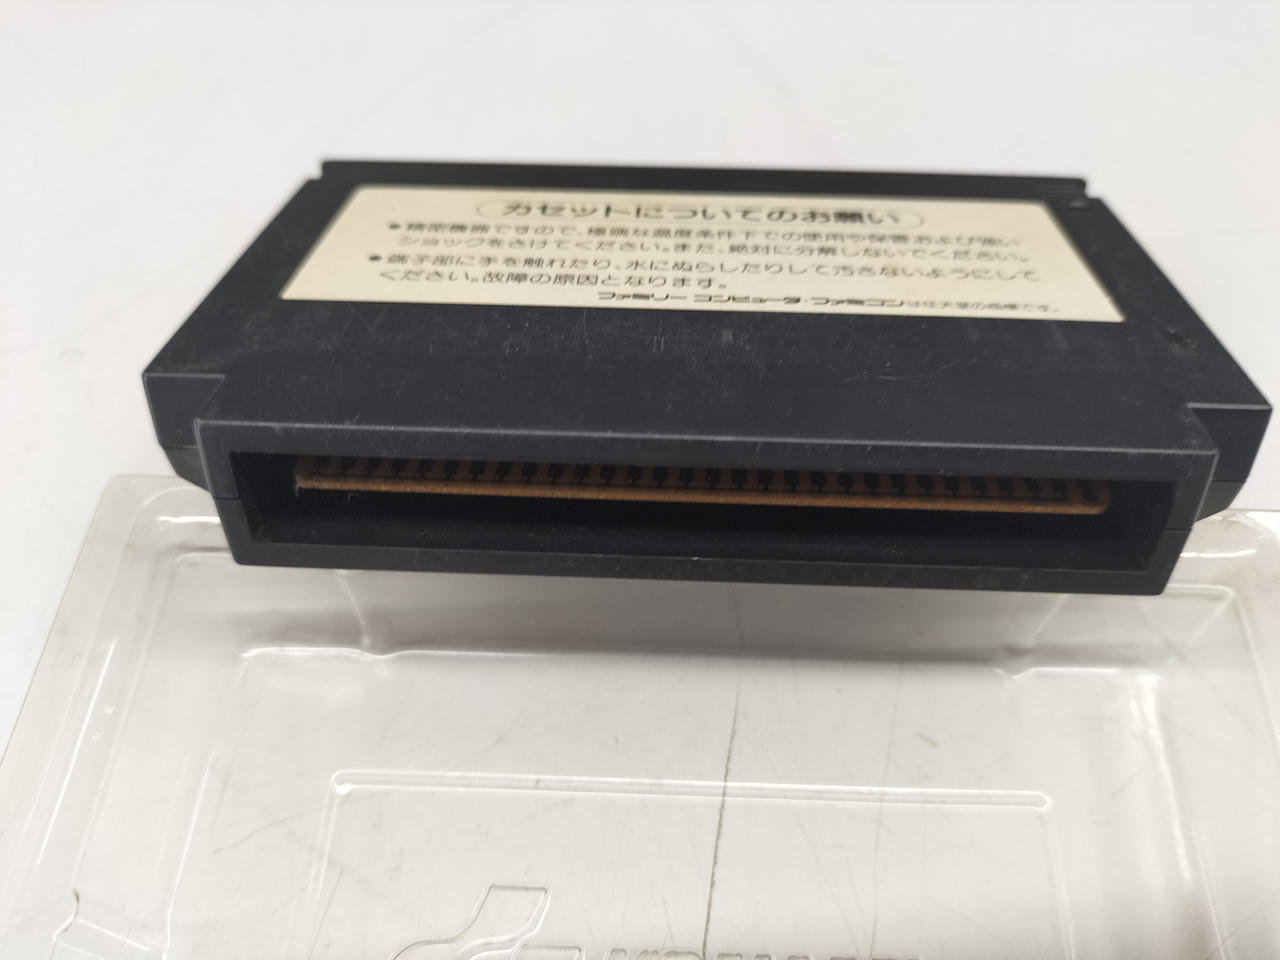 カセットについてのお願い
●精密機器ですので、極端な温度条件下での使用や保管および強い
ショックをさけてください。また、絶対に分解しないでください。
●端子部に手を触れたり、水にぬらしたりして汚さないようにして
ください。故障の原因となります。
ファミリー コンピュータ・ファミコンは任天堂の商標です。